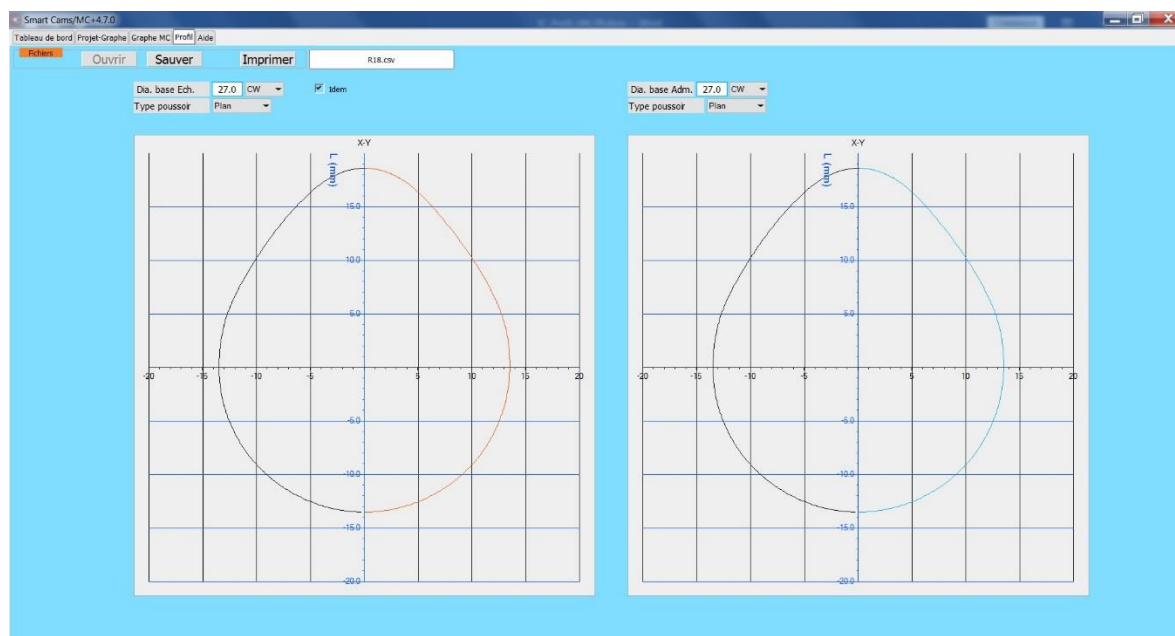 Smart Cams/MC+4.7.0
Tableau de bord Projet-Graphe Graphe MC Profil Aide
Fichiers
Ouvrir Sauver Imprimer R18.csv
Dia. base Ech. 27.0 CW Idem
Type poussoir Plan
Dia. base Adm. 27.0 CW
Type poussoir Plan
X-Y
L (mm)
15.0
10.0
5.0
-20 -15 -10 -5 5 10 15 20
-5.0
-10.0
-15.0
-20.0
X-Y
L (mm)
15.0
10.0
5.0
-20 -15 -10 -5 5 10 15 20
-5.0
-10.0
-15.0
-20.0